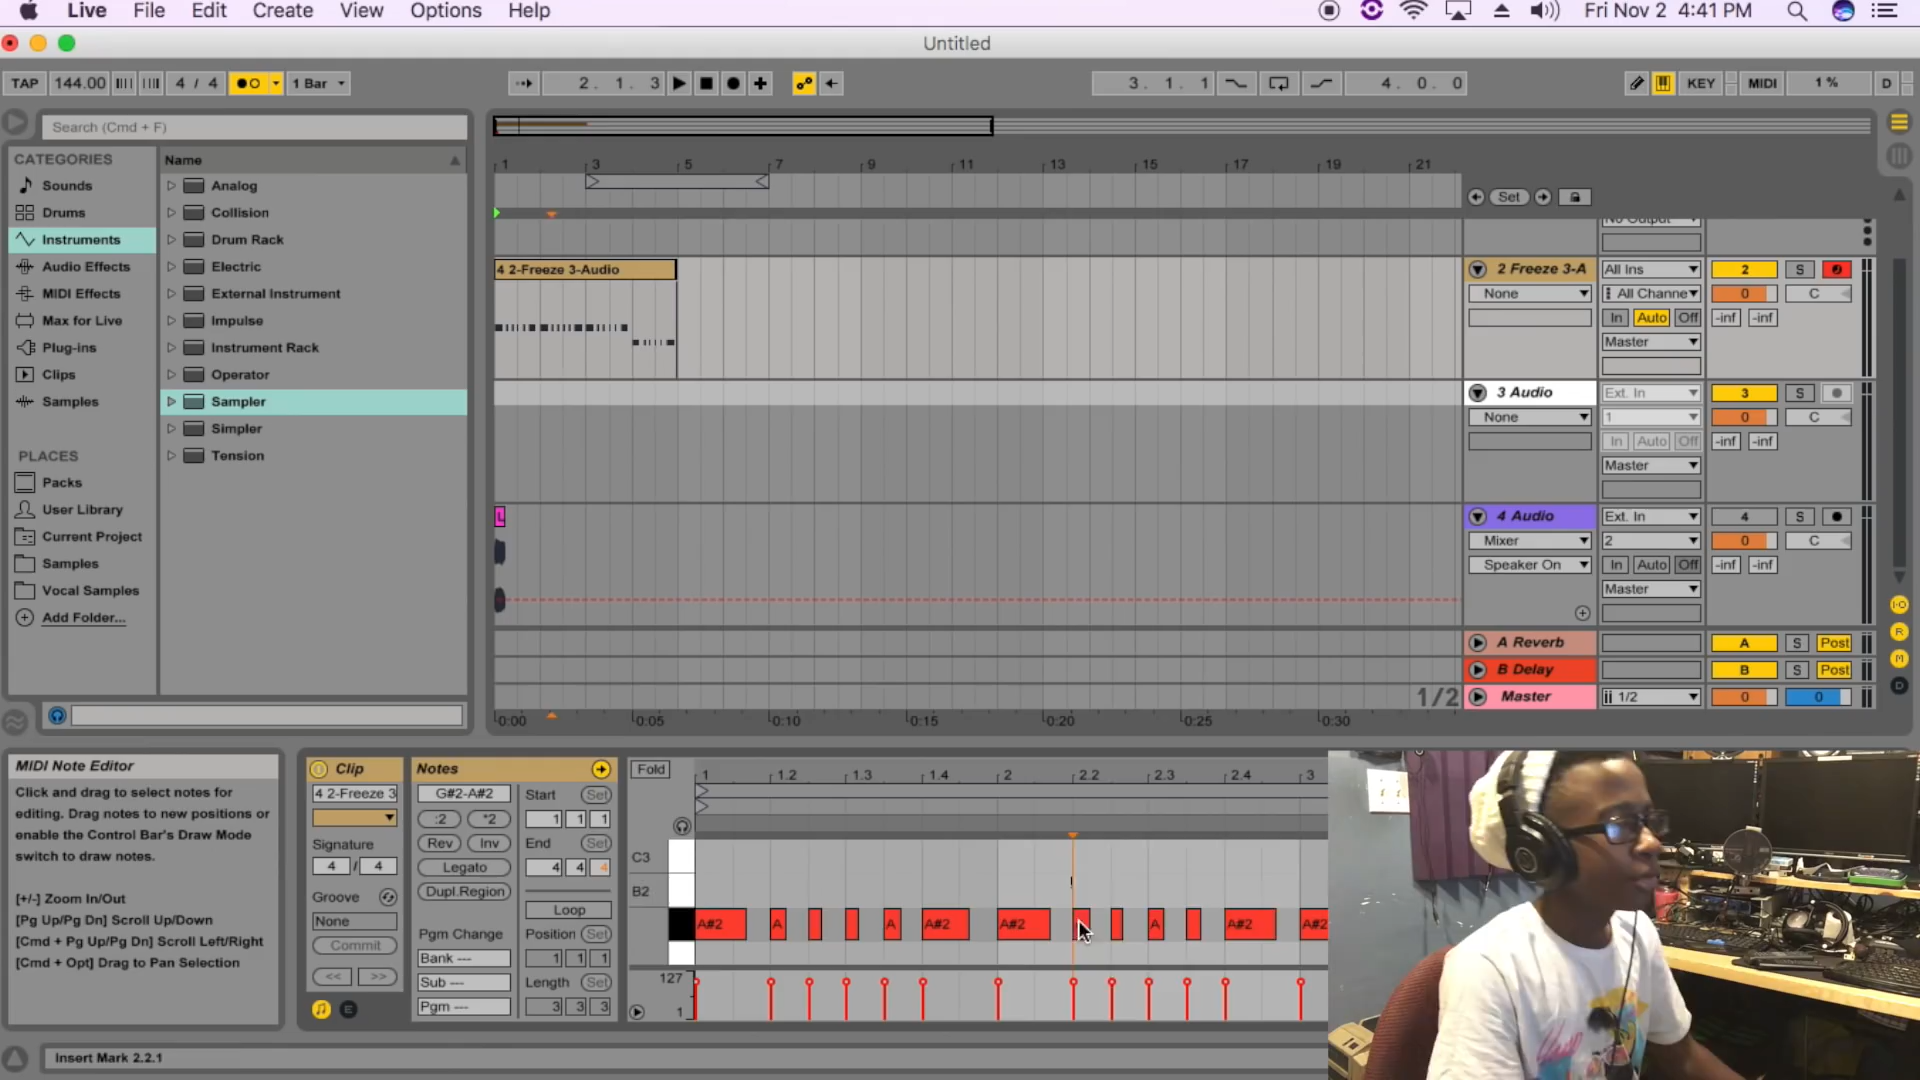 Live File Edit Create View Options Help Fri Nov 2 4:41 PM
Untitled
TAP 144.00 4 / 4 1 Bar 2. 1. 3 3. 1. 1 4. 0. 0 KEY MIDI 1 % D
Search (Cmd + F)
CATEGORIES
Sounds
Drums
Instruments
Audio Effects
MIDI Effects
Max for Live
Plug-ins
Clips
Samples
PLACES
Packs
User Library
Current Project
Samples
Vocal Samples
Add Folder...
Name
Analog
Collision
Drum Rack
Electric
External Instrument
Impulse
Instrument Rack
Operator
Sampler
Simpler
Tension
1 3 5 7 9 11 13 15 17 19 21
Set
No Output
4 2-Freeze 3-Audio
2 Freeze 3-A All Ins 2 S
None All Channe 0 C
In Auto Off -inf -inf
Master
3 Audio Ext. In 3 S
None 1 0 C
In Auto Off -inf -inf
Master
4 Audio Ext. In 4 S
Mixer 2 0 C
Speaker On In Auto Off -inf -inf
Master
A Reverb A S Post
B Delay B S Post
1/2 Master 1/2 0 0
0:00 0:05 0:10 0:15 0:20 0:25 0:30
MIDI Note Editor
Click and drag to select notes for
editing. Drag notes to new positions or
enable the Control Bar's Draw Mode
switch to draw notes.
[+/-] Zoom In/Out
[Pg Up/Pg Dn] Scroll Up/Down
[Cmd + Pg Up/Pg Dn] Scroll Left/Right
[Cmd + Opt] Drag to Pan Selection
Clip
4 2-Freeze 3
Signature
4 / 4
Groove
None
Commit
<< >>
E
Notes
G#2-A#2
:2 *2
Rev Inv
Legato
Dupl.Region
Pgm Change
Bank ---
Sub ---
Pgm ---
Start Set
1 1 1
End Set
4 4 4
Loop
Position Set
1 1 1
Length Set
3 3 3
Fold
1 1.2 1.3 1.4 2 2.2 2.3 2.4 3
C3
B2
A#2 A A A#2 A#2 A A#2 A#2
127
1
Insert Mark 2.2.1